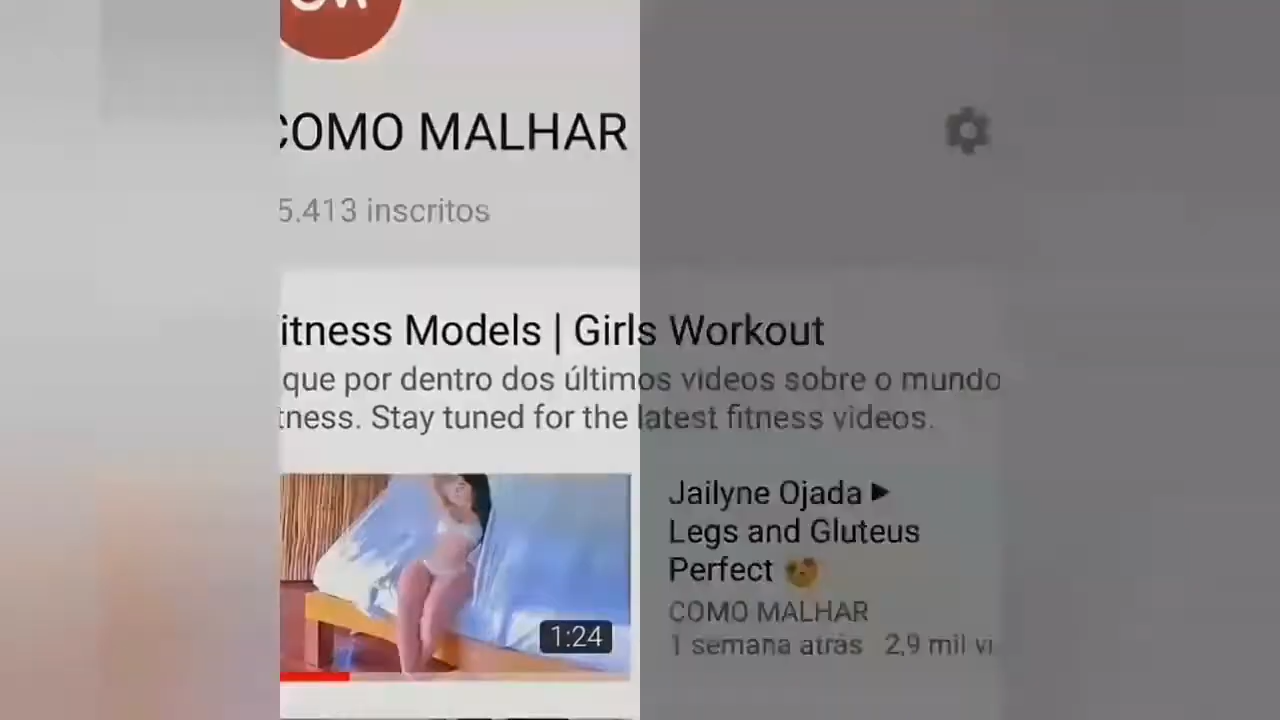 COMO MALHAR
5.413 inscritos
itness Models | Girls Workout
que por dentro dos últimos videos sobre o mundo
tness. Stay tuned for the latest fitness videos.
Jailyne Ojada ▶
Legs and Gluteus
Perfect 😍
COMO MALHAR
1 semana atrás 2,9 mil vi
1:24